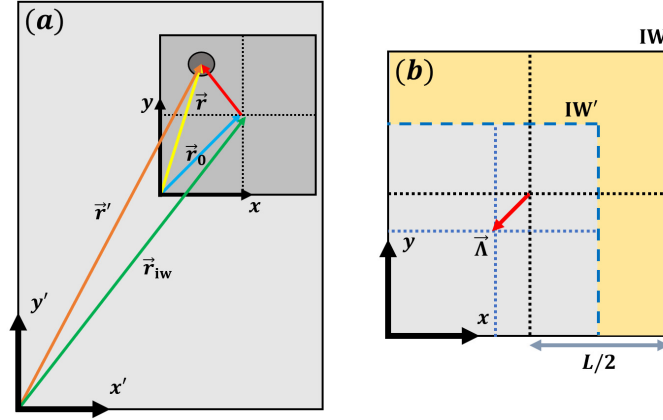 (a)
y
r⃗
r⃗₀
x
r⃗′
r⃗iw
y′
x′
IW
(b)
IW′
Λ⃗
y
x
L/2